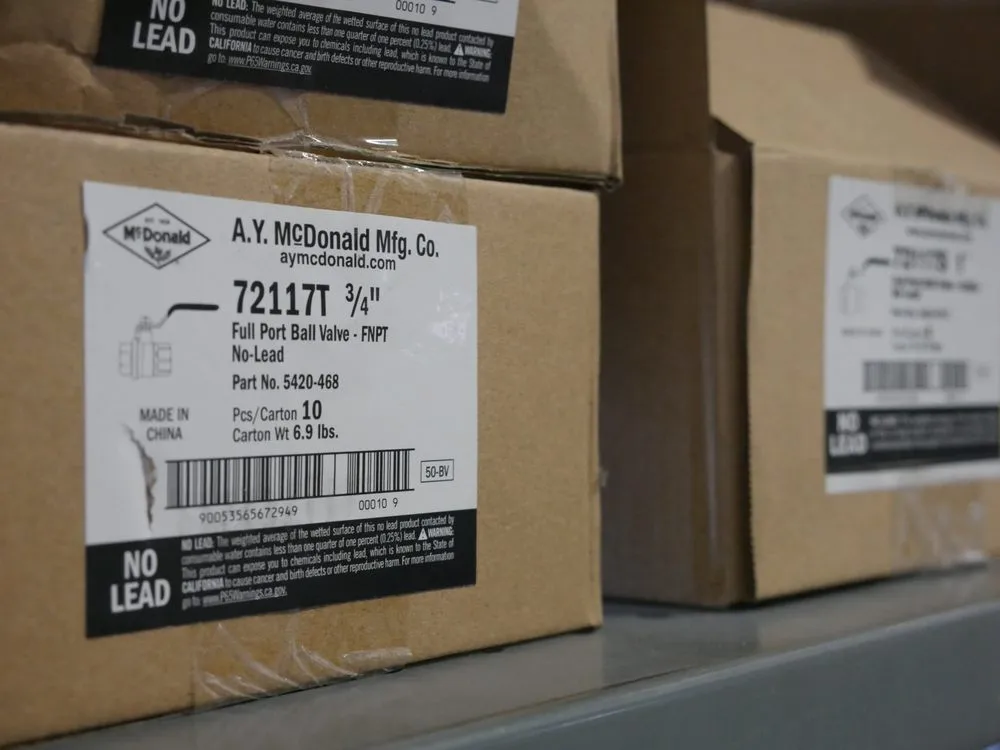 NO
LEAD
NO LEAD: The weighted average of the wetted surface of this no lead product contacted by
consumable water contains less than one quarter of one percent (0.25%) lead. WARNING:
This product can expose you to chemicals including lead, which is known to the State of
CALIFORNIA to cause cancer and birth defects or other reproductive harm. For more information
go to: www.P65Warnings.ca.gov.
00010 9
McDonald
A.Y. McDonald Mfg. Co.
aymcdonald.com
72117T 3/4"
Full Port Ball Valve - FNPT
No-Lead
Part No. 5420-468
MADE IN
CHINA
Pcs/Carton 10
Carton Wt 6.9 lbs.
50-BV
90053565672949
00010 9
NO
LEAD
NO LEAD: The weighted average of the wetted surface of this no lead product contacted by
consumable water contains less than one quarter of one percent (0.25%) lead. WARNING:
This product can expose you to chemicals including lead, which is known to the State of
CALIFORNIA to cause cancer and birth defects or other reproductive harm. For more information
go to: www.P65Warnings.ca.gov.
NO
LEAD